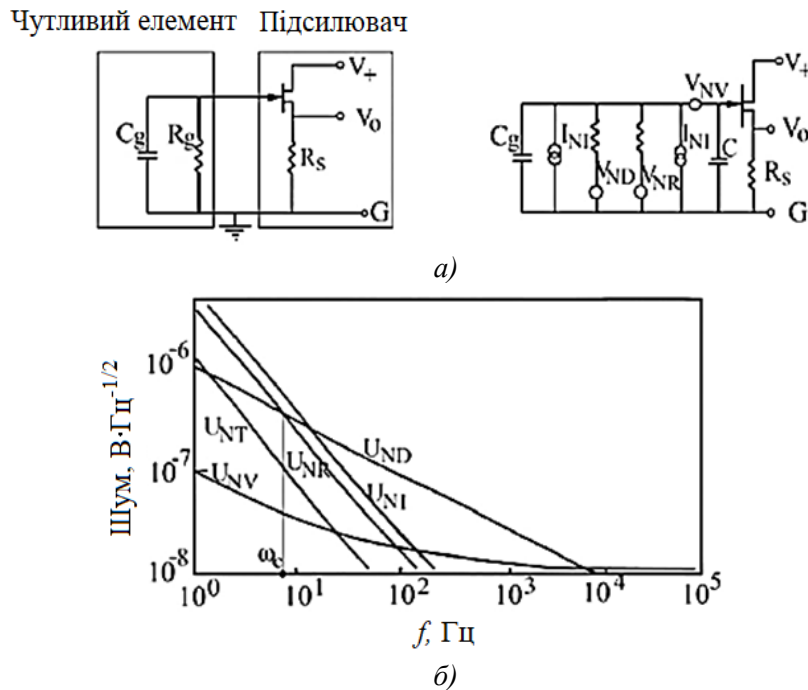 Чутливий елемент Підсилювач
V+
Vo
Cg Rg
Rs
G
V+
VNV
Vo
Cg INI INI C
VND VNR
Rs
G
а)
Шум, В·Гц-1/2
10-6
10-7
10-8
UNT
UNV
UNR
UNI
UND
ωc
10⁰ 10¹ 10² 10³ 10⁴ 10⁵
f, Гц
б)